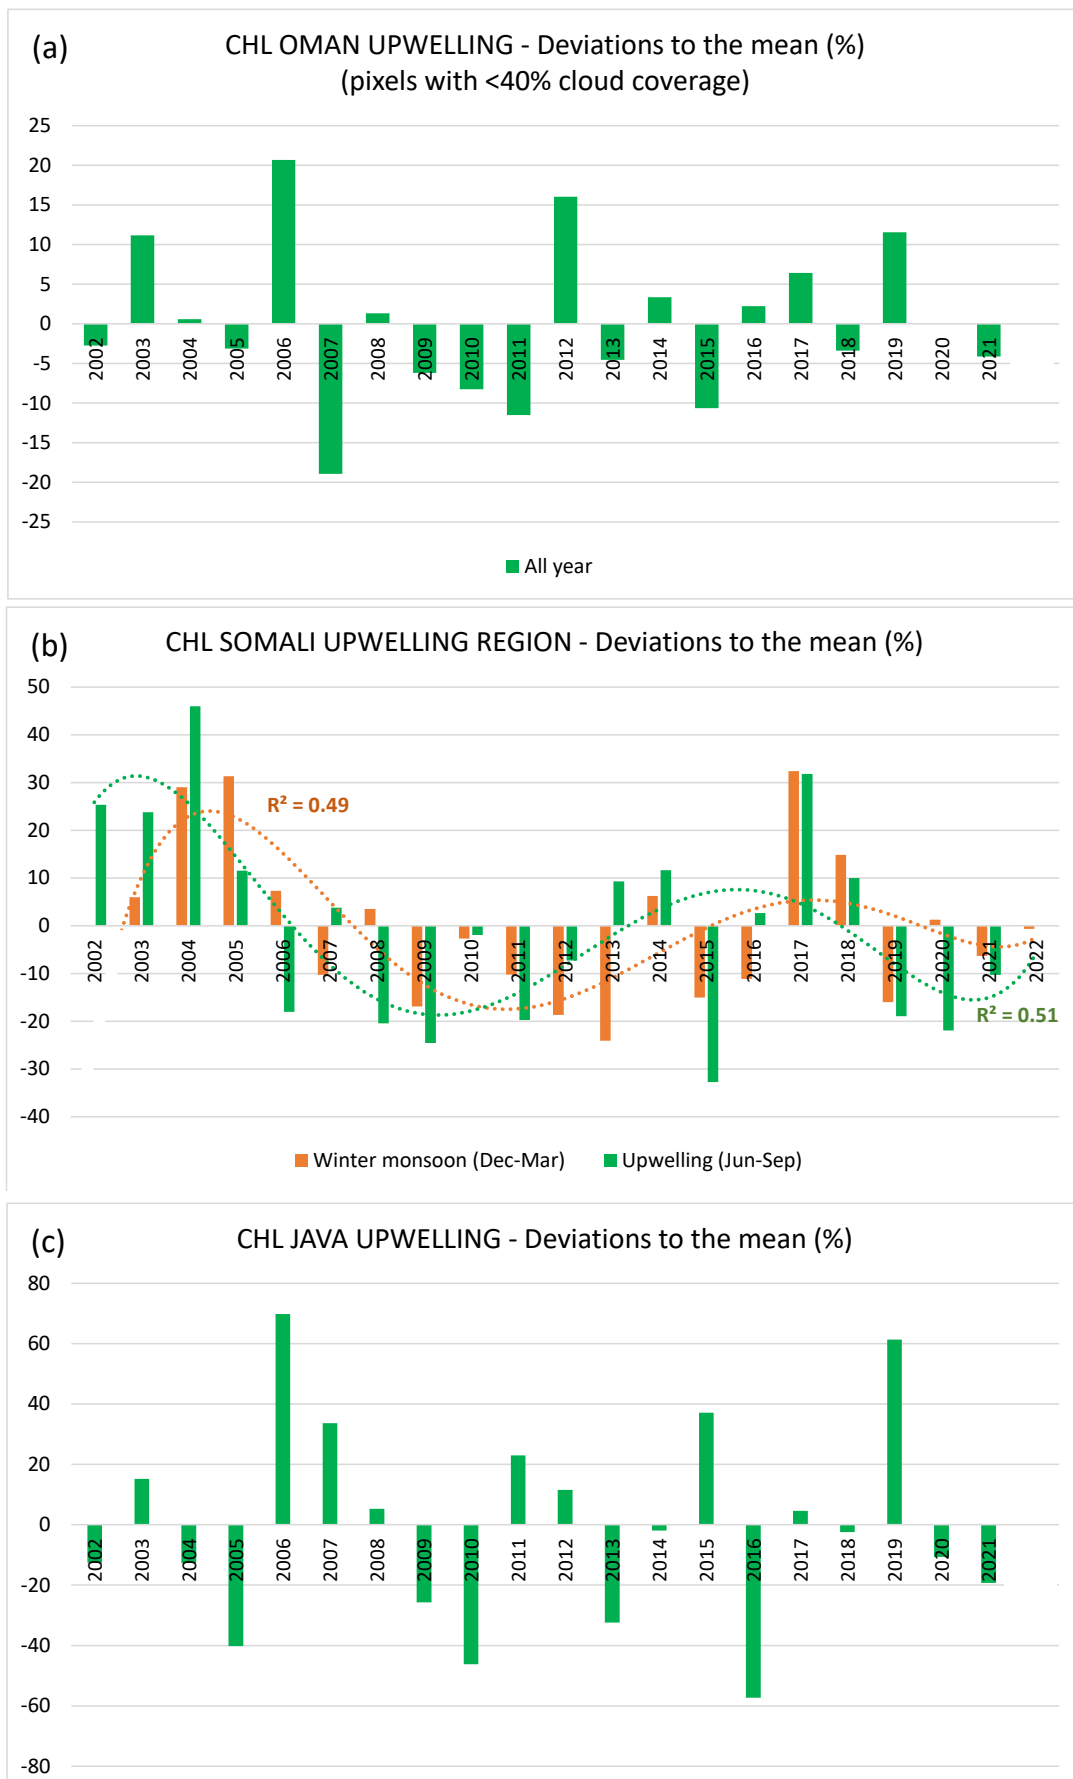 (a)
CHL OMAN UPWELLING - Deviations to the mean (%)
(pixels with <40% cloud coverage)
25
20
15
10
5
0
-5
-10
-15
-20
-25
2002 2003 2004 2005 2006 2007 2008 2009 2010 2011 2012 2013 2014 2015 2016 2017 2018 2019 2020 2021
All year
(b)
CHL SOMALI UPWELLING REGION - Deviations to the mean (%)
50
40
30
20
10
0
-10
-20
-30
-40
R² = 0.49
2002 2003 2004 2005 2006 2007 2008 2009 2010 2011 2012 2013 2014 2015 2016 2017 2018 2019 2020 2021 2022
R² = 0.51
Winter monsoon (Dec-Mar) Upwelling (Jun-Sep)
(c)
CHL JAVA UPWELLING - Deviations to the mean (%)
80
60
40
20
0
-20
-40
-60
-80
2002 2003 2004 2005 2006 2007 2008 2009 2010 2011 2012 2013 2014 2015 2016 2017 2018 2019 2020 2021